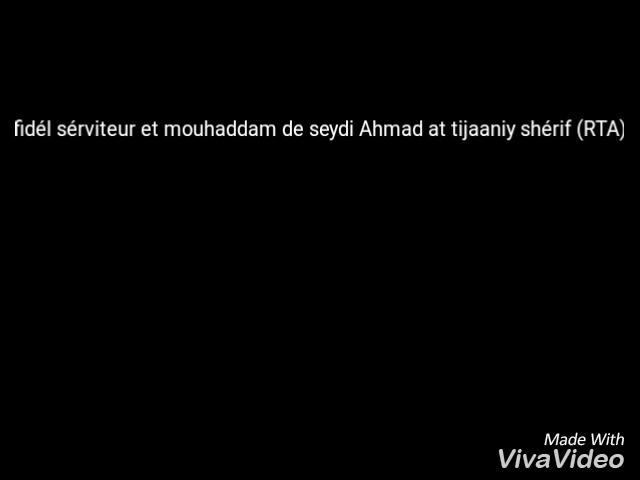 fidél sérviteur et mouhaddam de seydi Ahmad at tijaaniy shérif (RTA)
Made With
VivaVideo